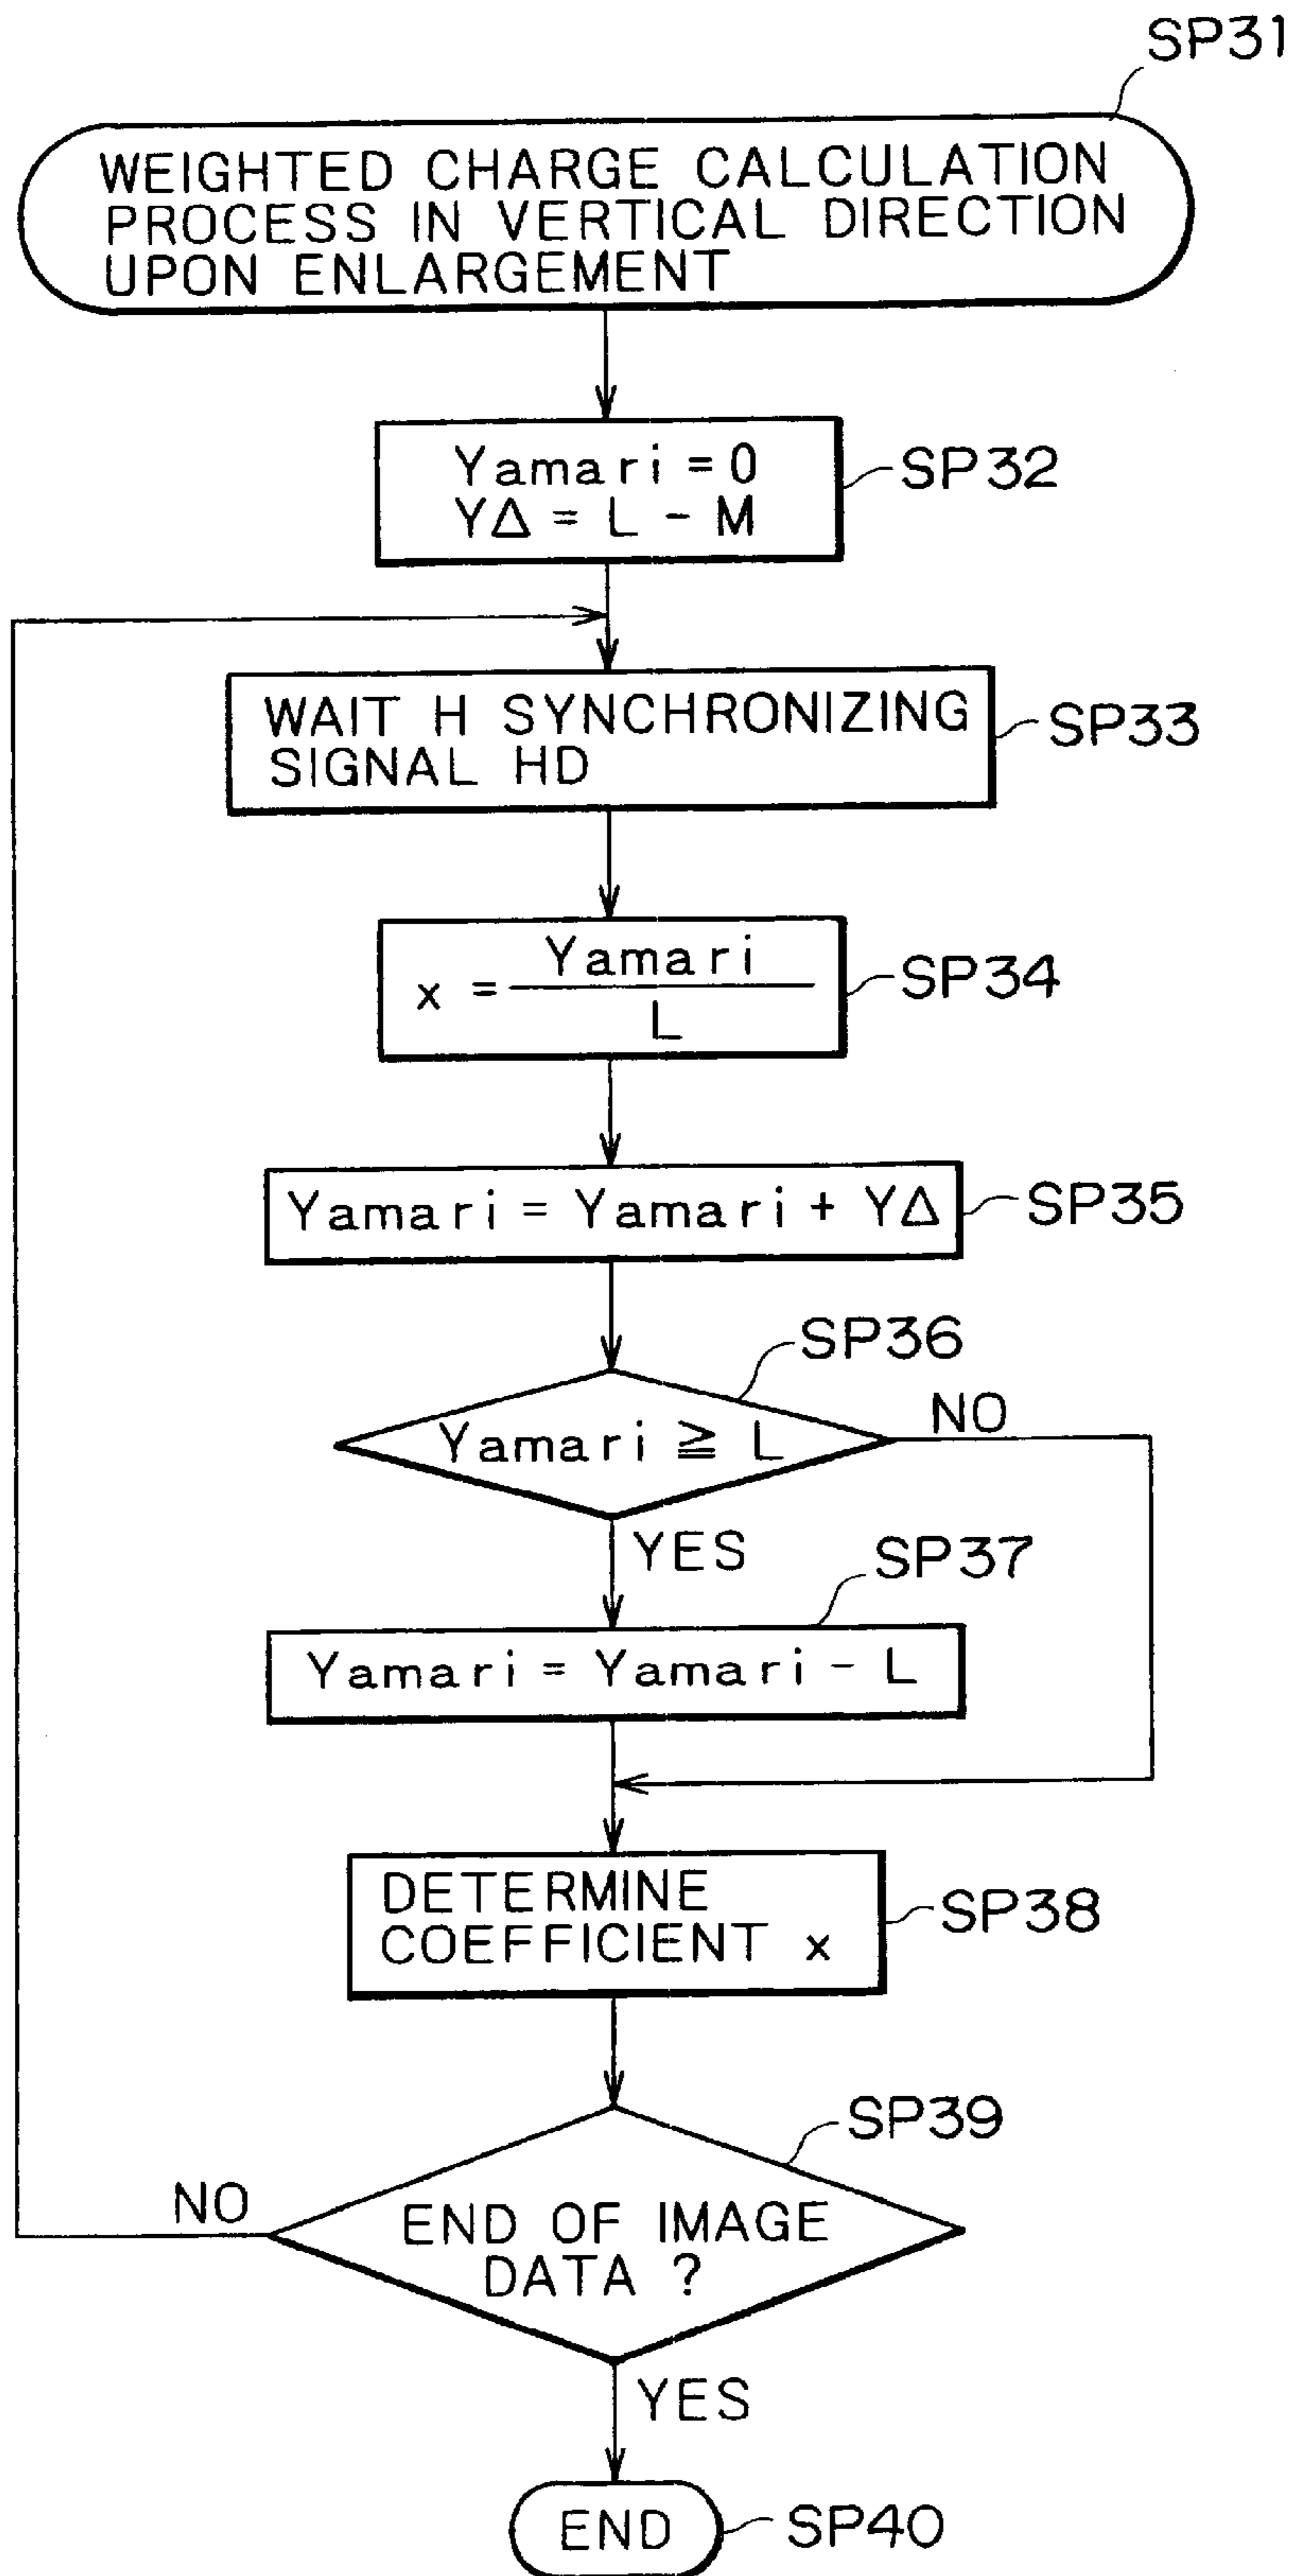 SP31
WEIGHTED CHARGE CALCULATION
PROCESS IN VERTICAL DIRECTION
UPON ENLARGEMENT
Yamari = 0
YΔ = L - M
SP32
WAIT H SYNCHRONIZING
SIGNAL HD
SP33
x = Yamari / L
SP34
Yamari = Yamari + YΔ
SP35
SP36
Yamari ≧ L
NO
YES
SP37
Yamari = Yamari - L
DETERMINE
COEFFICIENT x
SP38
SP39
NO
END OF IMAGE
DATA ?
YES
END
SP40